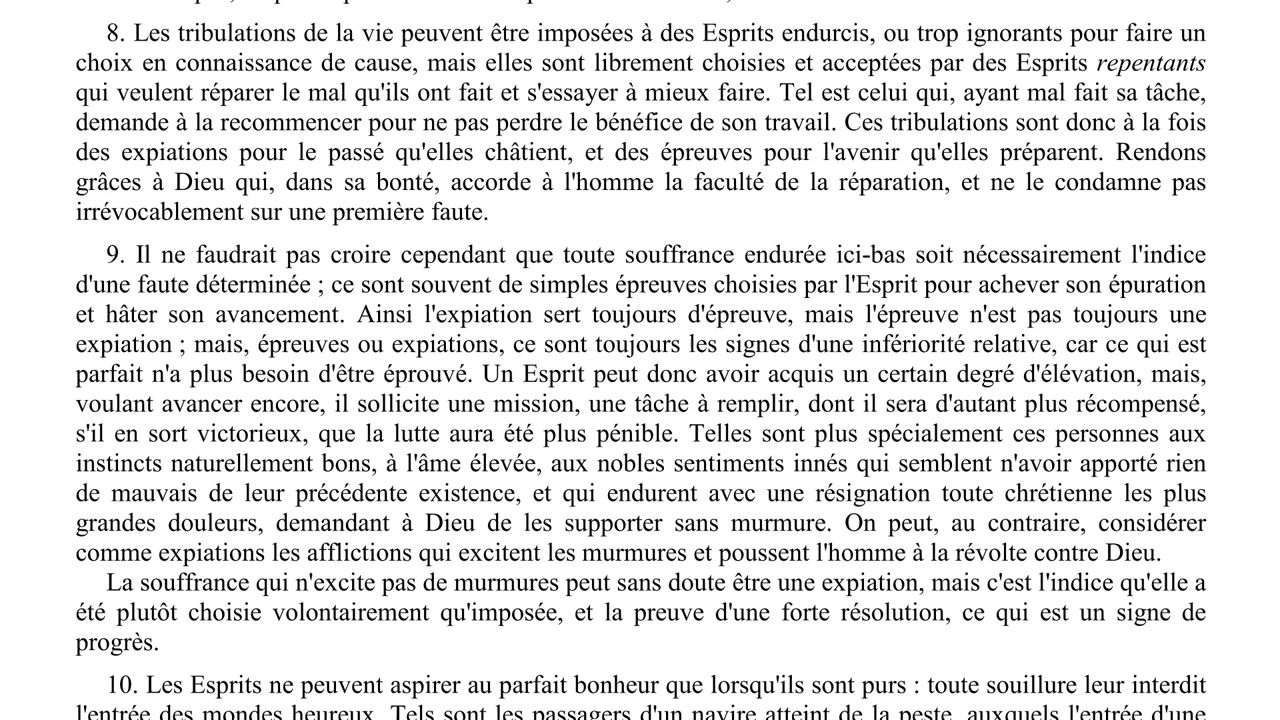 8. Les tribulations de la vie peuvent être imposées à des Esprits endurcis, ou trop ignorants pour faire un
choix en connaissance de cause, mais elles sont librement choisies et acceptées par des Esprits repentants
qui veulent réparer le mal qu'ils ont fait et s'essayer à mieux faire. Tel est celui qui, ayant mal fait sa tâche,
demande à la recommencer pour ne pas perdre le bénéfice de son travail. Ces tribulations sont donc à la fois
des expiations pour le passé qu'elles châtient, et des épreuves pour l'avenir qu'elles préparent. Rendons
grâces à Dieu qui, dans sa bonté, accorde à l'homme la faculté de la réparation, et ne le condamne pas
irrévocablement sur une première faute.
9. Il ne faudrait pas croire cependant que toute souffrance endurée ici-bas soit nécessairement l'indice
d'une faute déterminée ; ce sont souvent de simples épreuves choisies par l'Esprit pour achever son épuration
et hâter son avancement. Ainsi l'expiation sert toujours d'épreuve, mais l'épreuve n'est pas toujours une
expiation ; mais, épreuves ou expiations, ce sont toujours les signes d'une infériorité relative, car ce qui est
parfait n'a plus besoin d'être éprouvé. Un Esprit peut donc avoir acquis un certain degré d'élévation, mais,
voulant avancer encore, il sollicite une mission, une tâche à remplir, dont il sera d'autant plus récompensé,
s'il en sort victorieux, que la lutte aura été plus pénible. Telles sont plus spécialement ces personnes aux
instincts naturellement bons, à l'âme élevée, aux nobles sentiments innés qui semblent n'avoir apporté rien
de mauvais de leur précédente existence, et qui endurent avec une résignation toute chrétienne les plus
grandes douleurs, demandant à Dieu de les supporter sans murmure. On peut, au contraire, considérer
comme expiations les afflictions qui excitent les murmures et poussent l'homme à la révolte contre Dieu.
La souffrance qui n'excite pas de murmures peut sans doute être une expiation, mais c'est l'indice qu'elle a
été plutôt choisie volontairement qu'imposée, et la preuve d'une forte résolution, ce qui est un signe de
progrès.
10. Les Esprits ne peuvent aspirer au parfait bonheur que lorsqu'ils sont purs : toute souillure leur interdit
l'entrée des mondes heureux. Tels sont les passagers d'un navire atteint de la peste, auxquels l'entrée d'une